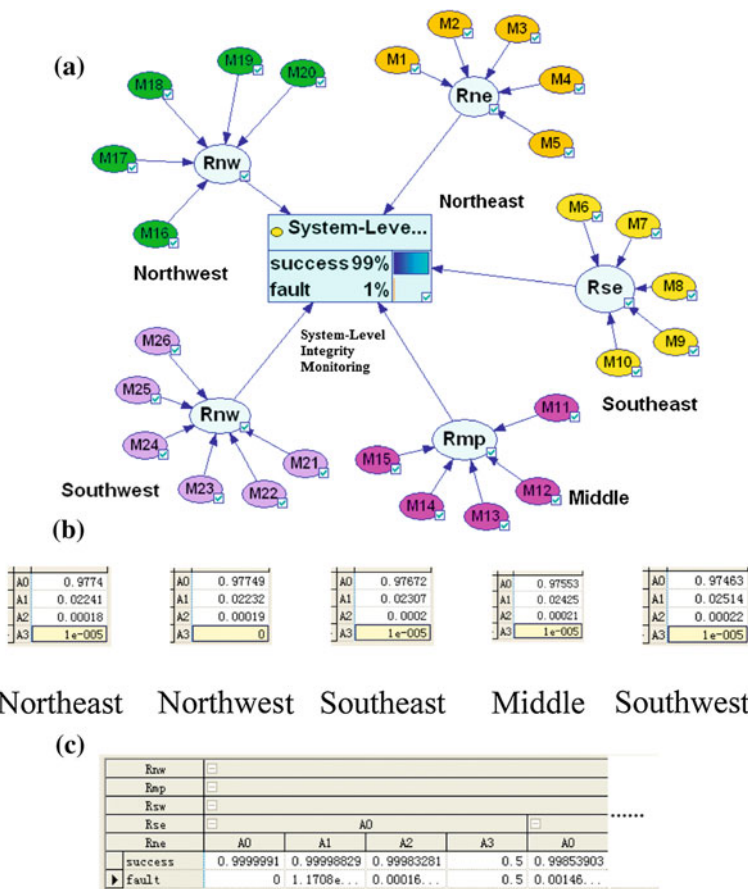 (a)
M1
M2
M3
M4
M5
Rne
Northeast
M16
M17
M18
M19
M20
Rnw
Northwest
System-Leve...
success 99%
fault 1%
System-Level
Integrity
Monitoring
M6
M7
M8
M9
M10
Rse
Southeast
M26
M25
M24
M23
M22
M21
Rnw
Southwest
M11
M12
M13
M14
M15
Rmp
Middle
(b)
A0 0.9774
A1 0.02241
A2 0.00018
A3 1e-005
Northeast
A0 0.97749
A1 0.02232
A2 0.00019
A3 0
Northwest
A0 0.97672
A1 0.02307
A2 0.0002
A3 1e-005
Southeast
A0 0.97553
A1 0.02425
A2 0.00021
A3 1e-005
Middle
A0 0.97463
A1 0.02514
A2 0.00022
A3 1e-005
Southwest
(c)
Rnw
Rmp
Rsw
Rse A0
Rne A0 A1 A2 A3 A0
success 0.9999991 0.99998829 0.99983281 0.5 0.99853903
fault 0 1.1708e... 0.00016... 0.5 0.00146...
......